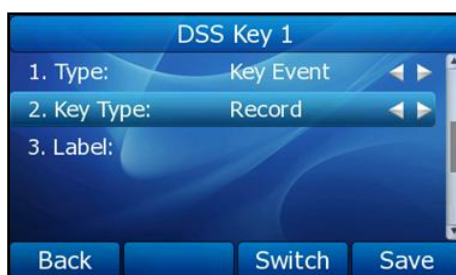 DSS Key 1
1. Type: Key Event
2. Key Type: Record
3. Label:
Back Switch Save